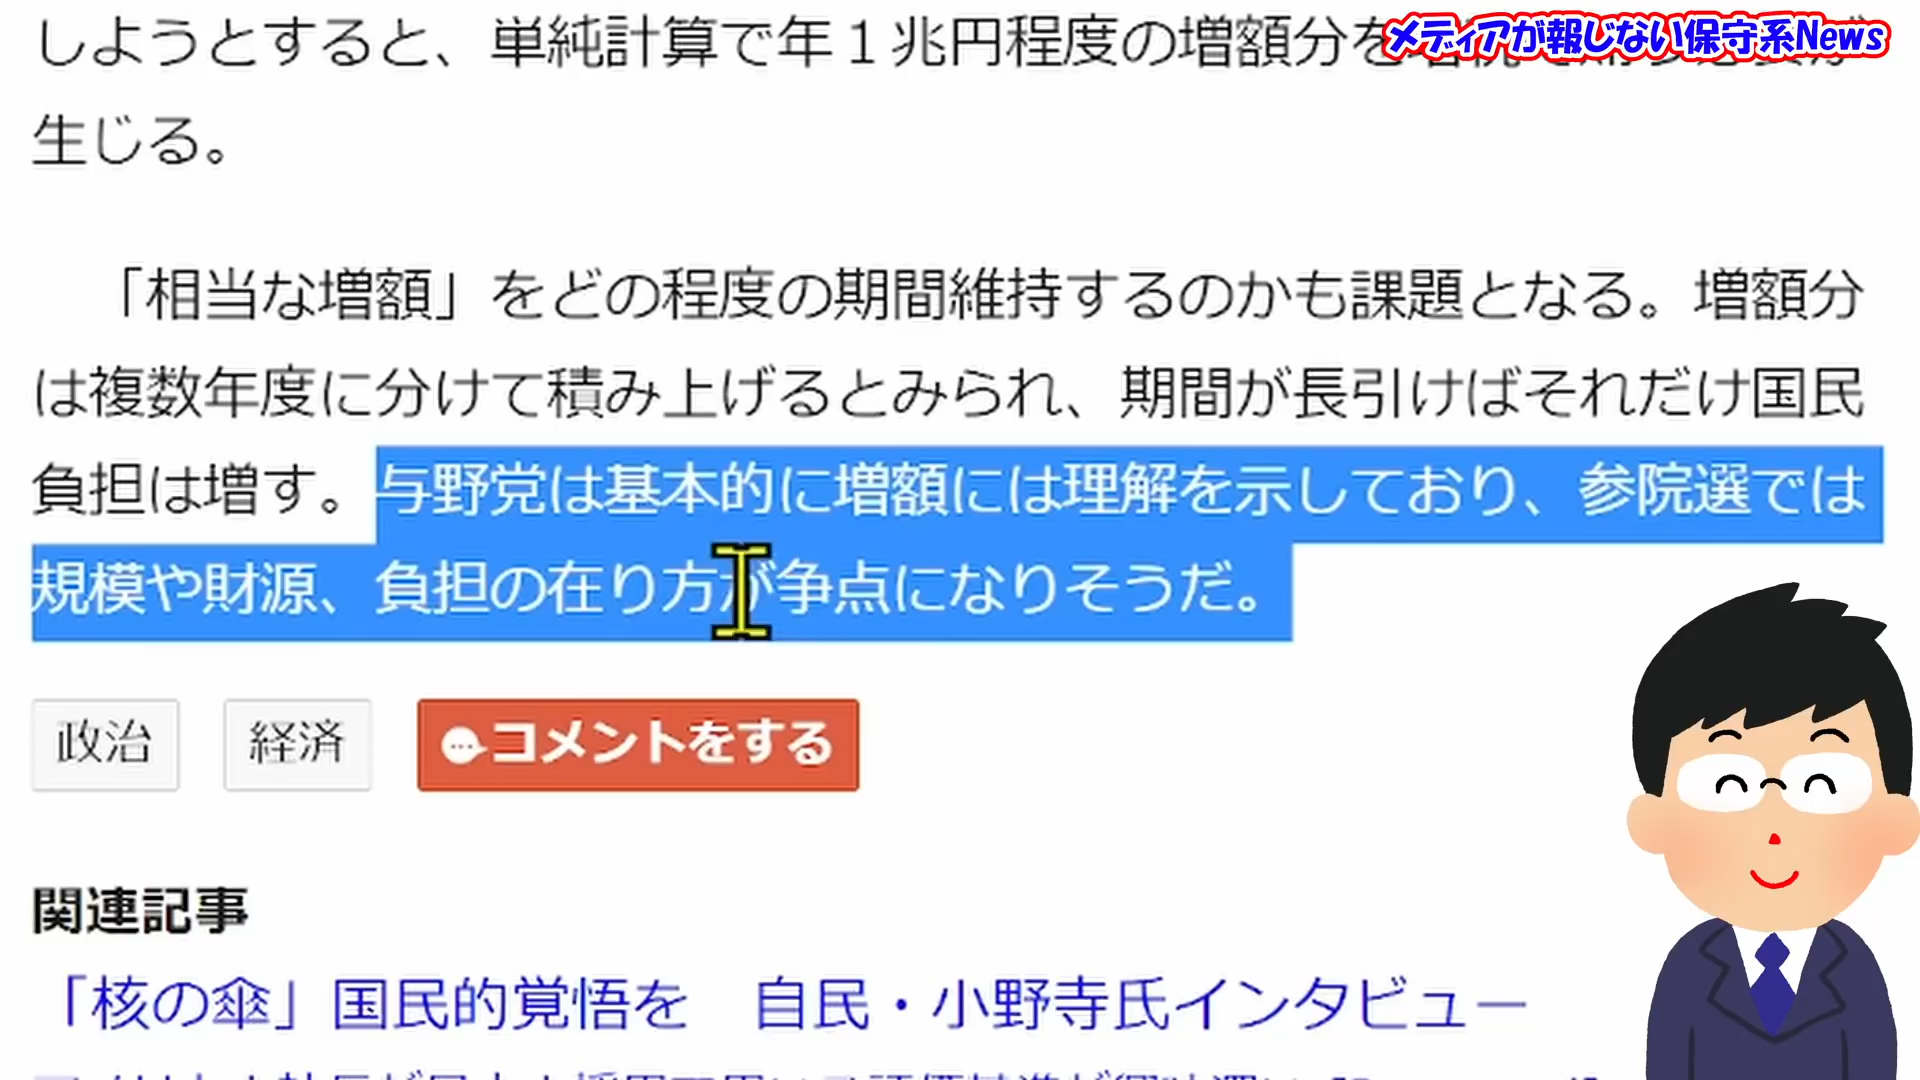 しようとすると、単純計算で年１兆円程度の増額分を
メディアが報じない保守系News
生じる。
「相当な増額」をどの程度の期間維持するのかも課題となる。増額分
は複数年度に分けて積み上げるとみられ、期間が長引けばそれだけ国民
負担は増す。与野党は基本的に増額には理解を示しており、参院選では
規模や財源、負担の在り方が争点になりそうだ。
政治
経済
コメントをする
関連記事
「核の傘」国民的覚悟を　自民・小野寺氏インタビュー